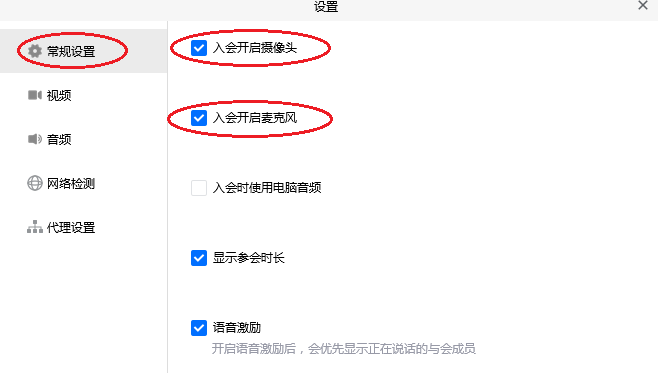 设置
常规设置
视频
音频
网络检测
代理设置
入会开启摄像头
入会开启麦克风
入会时使用电脑音频
显示参会时长
语音激励
开启语音激励后，会优先显示正在说话的与会成员